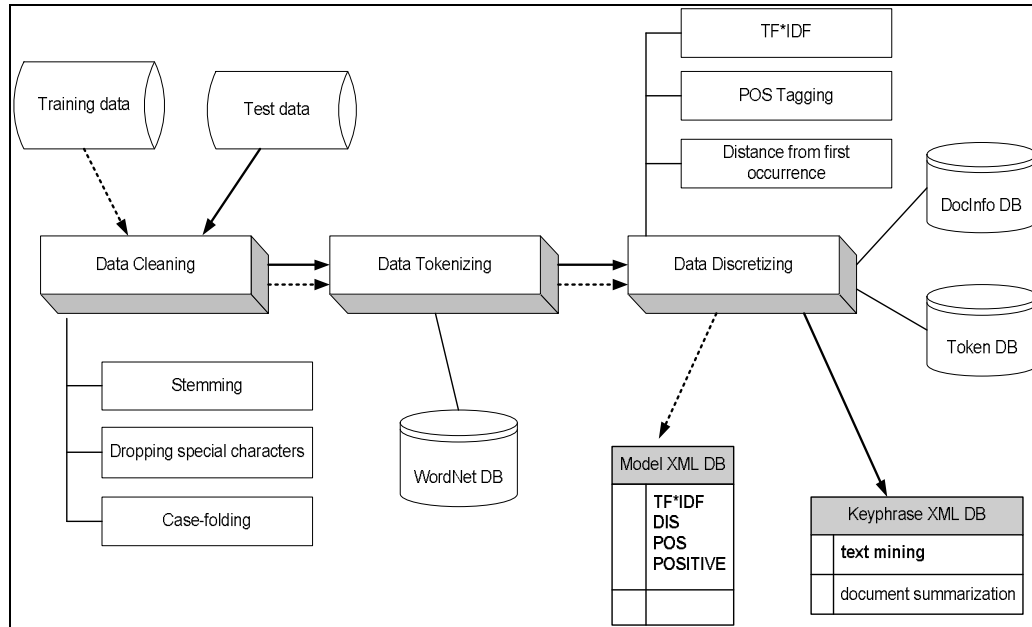 TF*IDF
POS Tagging
Distance from first
occurrence
Training data
Test data
DocInfo DB
Data Cleaning
Data Tokenizing
Data Discretizing
Token DB
Stemming
Dropping special characters
Case-folding
WordNet DB
Model XML DB
TF*IDF
DIS
POS
POSITIVE
Keyphrase XML DB
text mining
document summarization